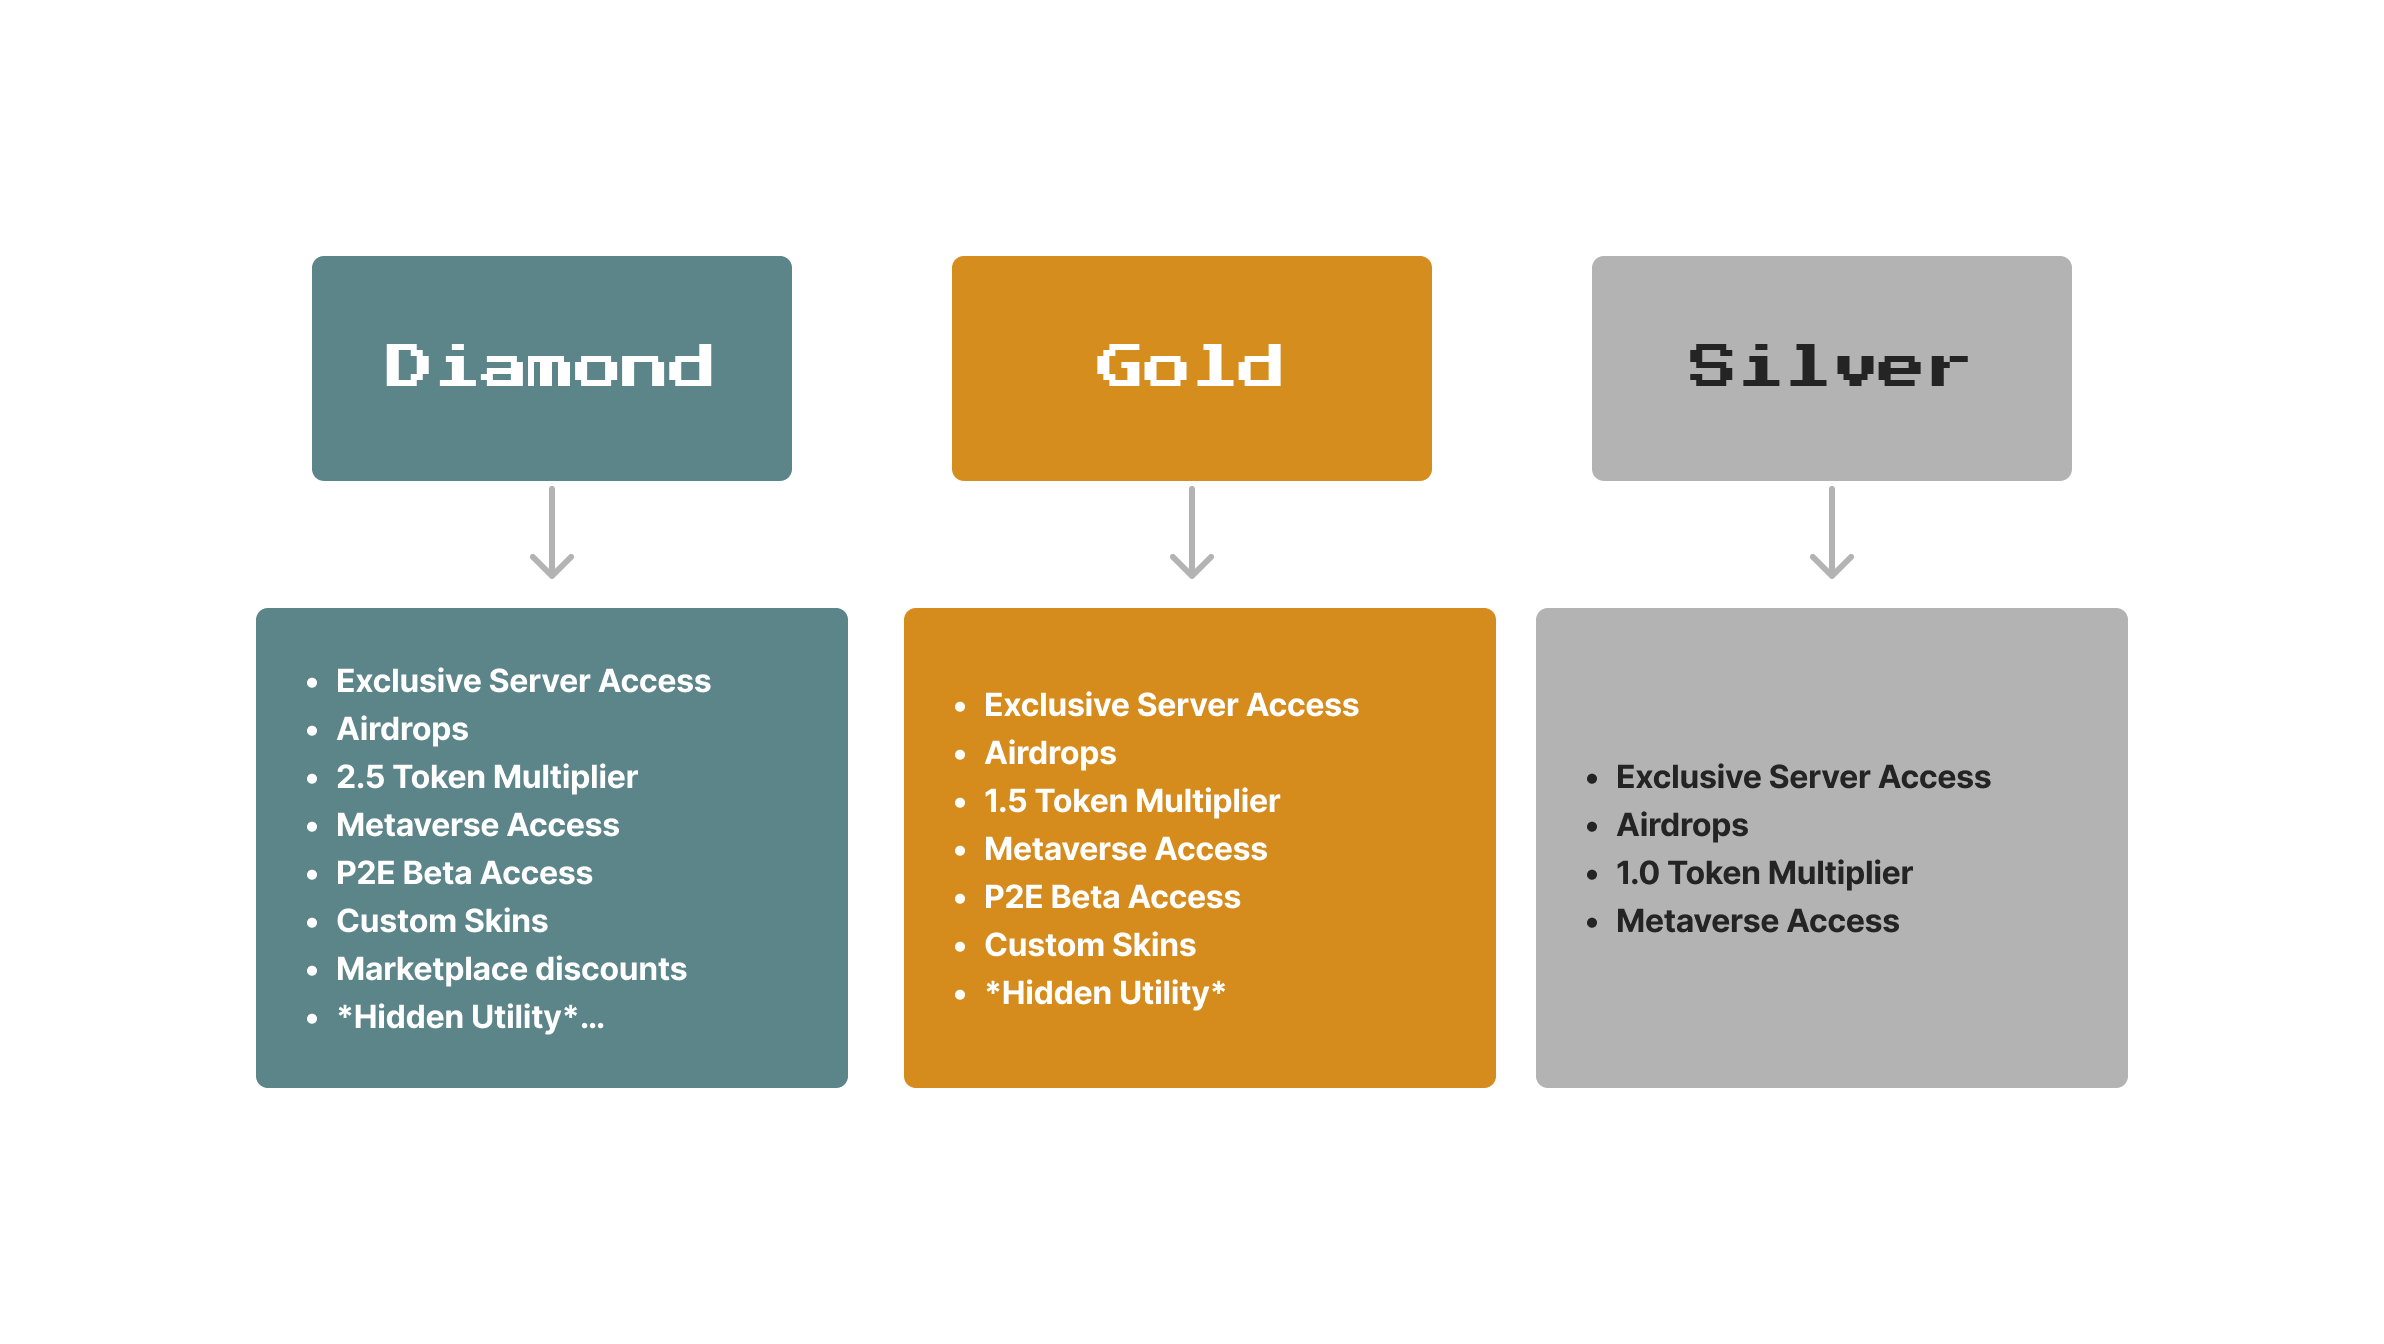 Diamond
Gold
Silver
• Exclusive Server Access
• Airdrops
• 2.5 Token Multiplier
• Metaverse Access
• P2E Beta Access
• Custom Skins
• Marketplace discounts
• *Hidden Utility*...
• Exclusive Server Access
• Airdrops
• 1.5 Token Multiplier
• Metaverse Access
• P2E Beta Access
• Custom Skins
• *Hidden Utility*
• Exclusive Server Access
• Airdrops
• 1.0 Token Multiplier
• Metaverse Access